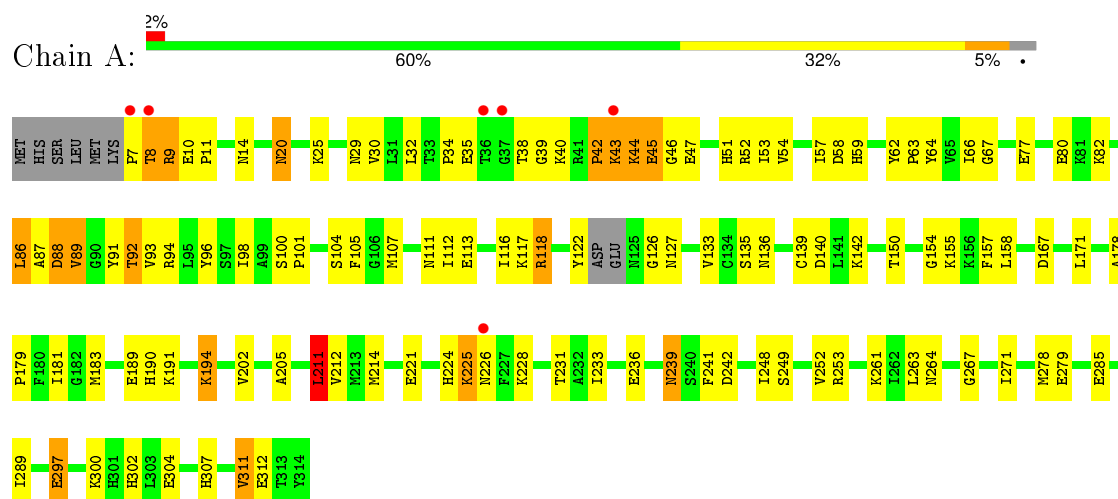 2%
Chain A:
60% 32% 5% •
MET HIS SER LEU MET LYS P7 T8 R9 E10 P11 N14 N20 K25 N29 V30 L31 L32 T33 P34 E35 T36 G37 T38 G39 K40 R41 P42 K43 K44 E45 G46 E47 H51 R52 I53 V54 I57 D58 H59 Y62 P63 Y64 V65 I66 G67 E77 E80 K81 K82
L86 A87 D88 V89 G90 Y91 T92 V93 R94 L95 Y96 S97 I98 A99 S100 P101 S104 F105 G106 M107 N111 I112 E113 I116 K117 R118 Y122 ASP GLU N125 G126 N127 V133 C134 S135 N136 C139 D140 L141 K142 T150 G154 K155 K156 F157 L158 D167 L171 A178
P179 F180 I181 G182 M183 E189 H190 K191 K194 V202 A205 L211 V212 M213 M214 E221 H224 K225 N226 F227 K228 T231 A232 I233 E236 N239 S240 F241 D242 I248 S249 V252 R253 K261 I262 L263 N264 G267 I271 M278 E279 E285
I289 E297 K300 H301 H302 L303 E304 H307 V311 E312 T313 Y314